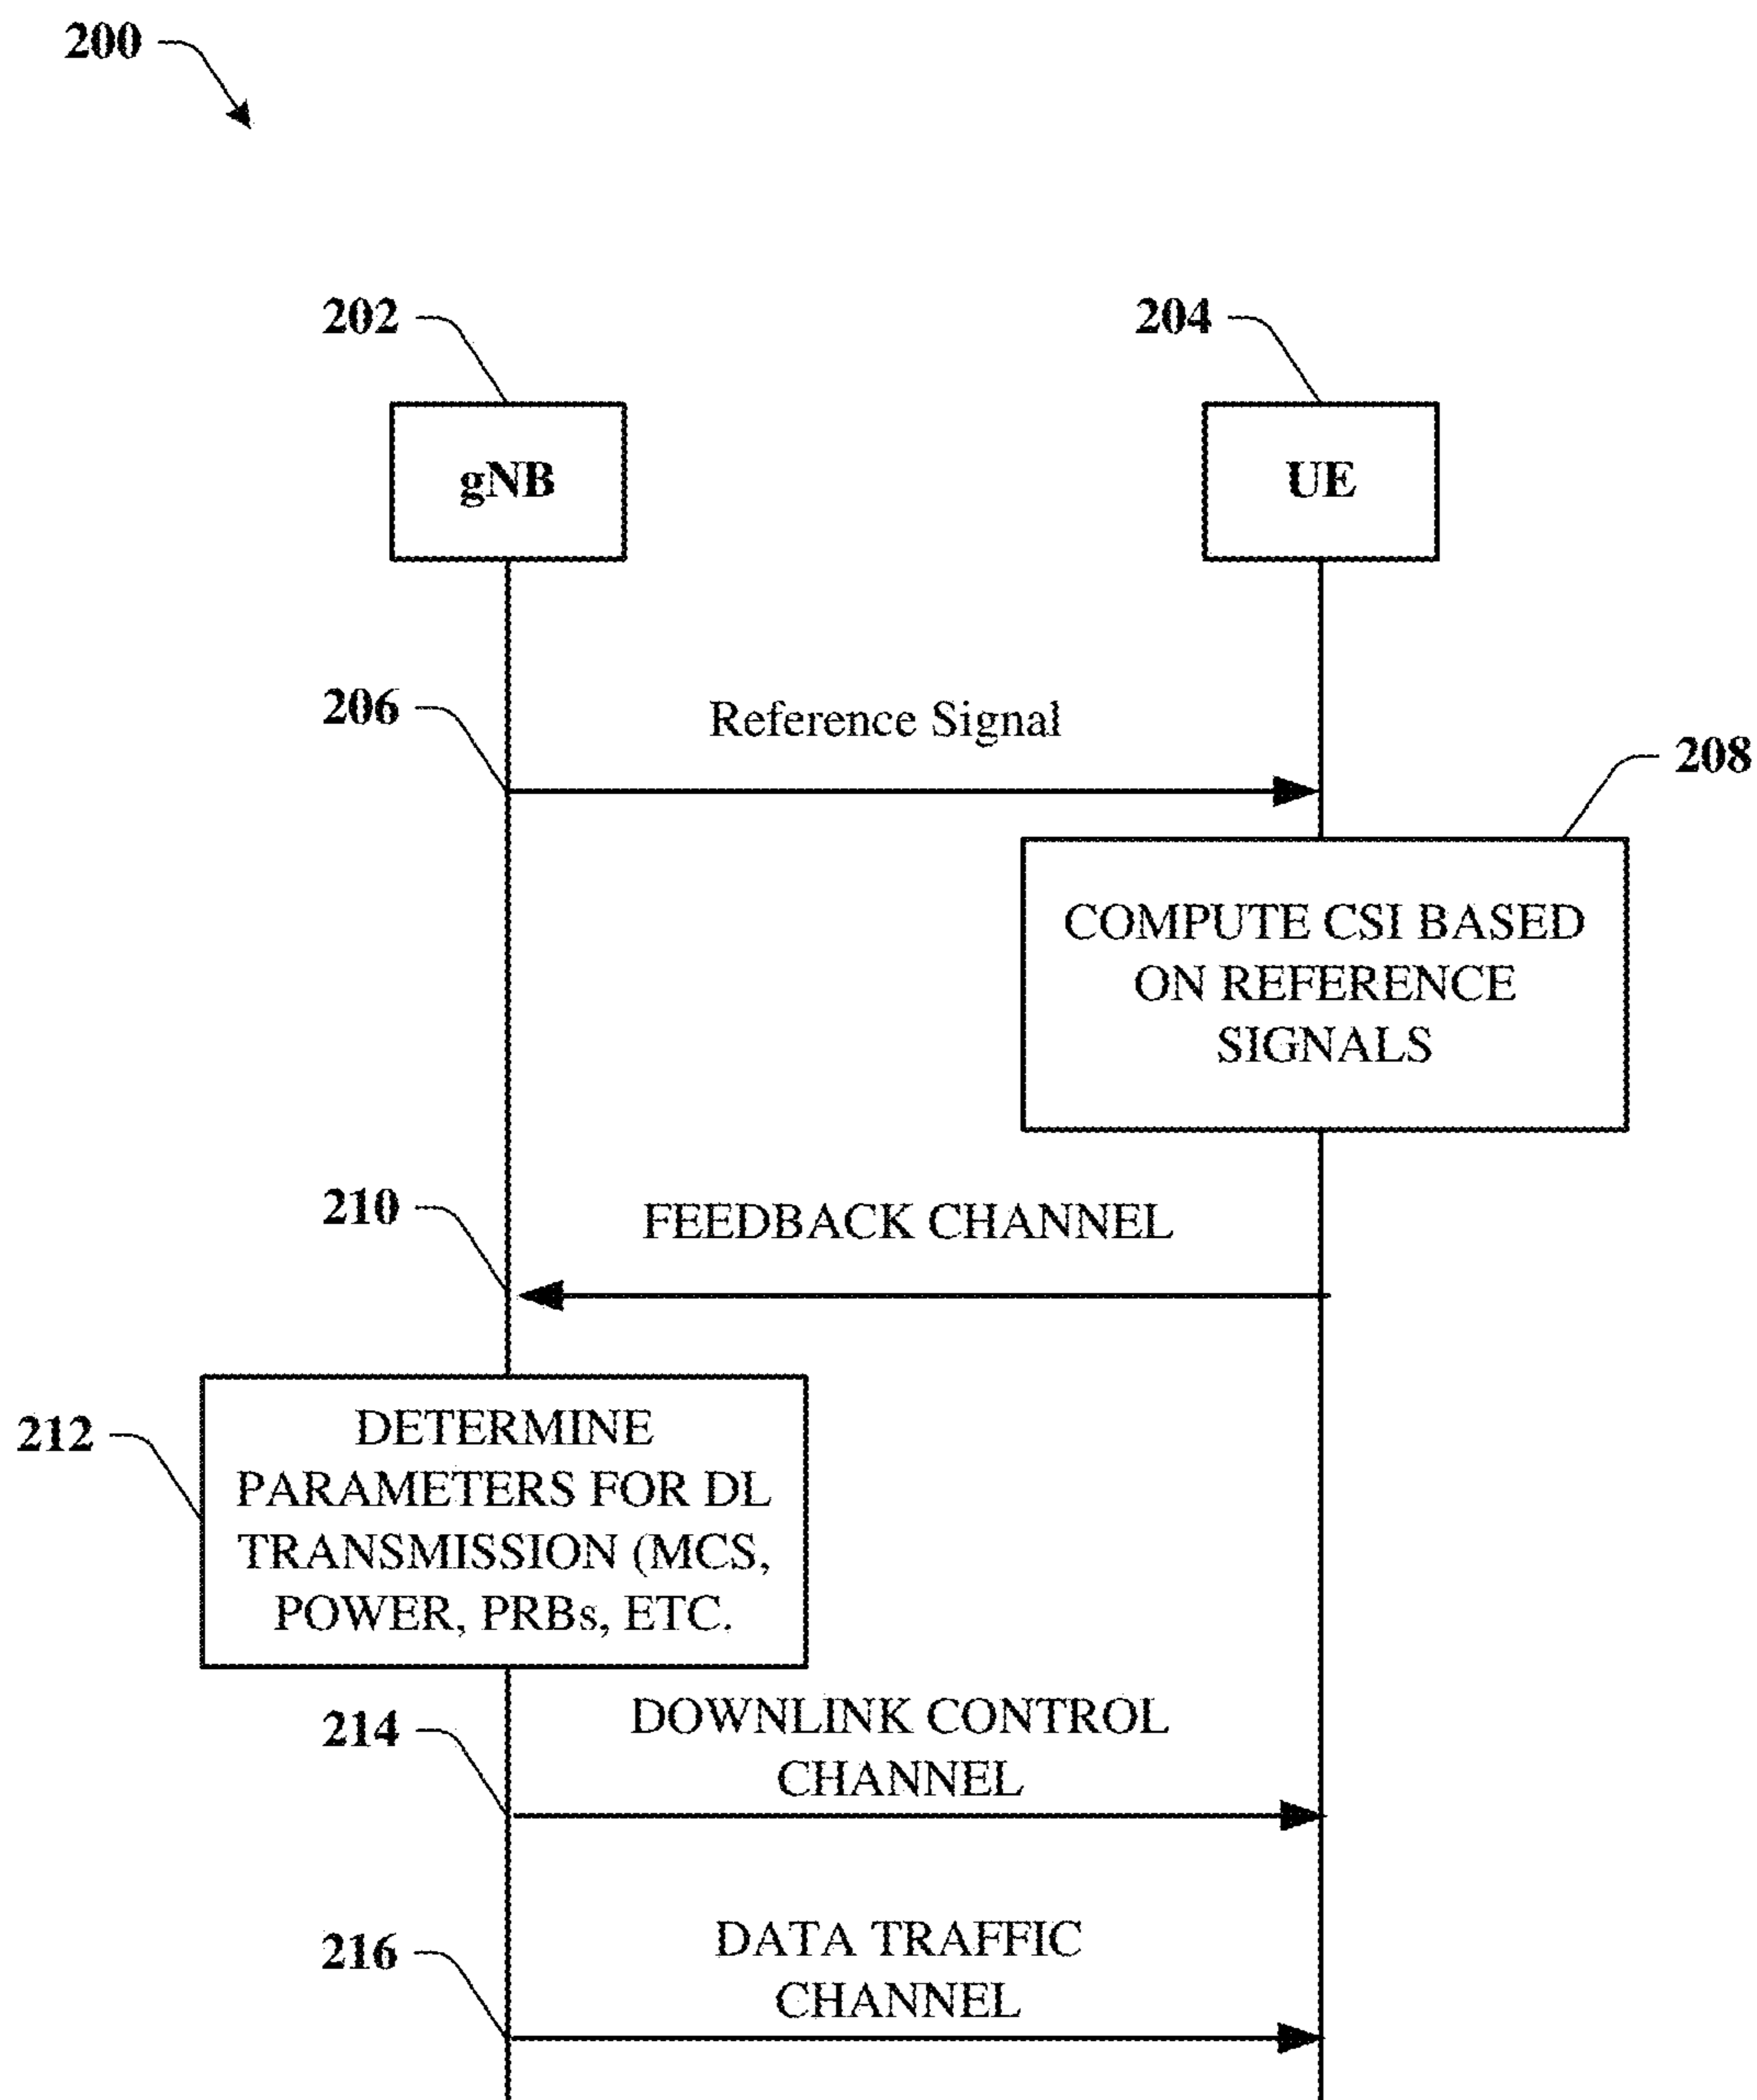 200
202
204
gNB
UE
206
Reference Signal
208
COMPUTE CSI BASED
ON REFERENCE
SIGNALS
210
FEEDBACK CHANNEL
212
DETERMINE
PARAMETERS FOR DL
TRANSMISSION (MCS,
POWER, PRBs, ETC.
214
DOWNLINK CONTROL
CHANNEL
216
DATA TRAFFIC
CHANNEL